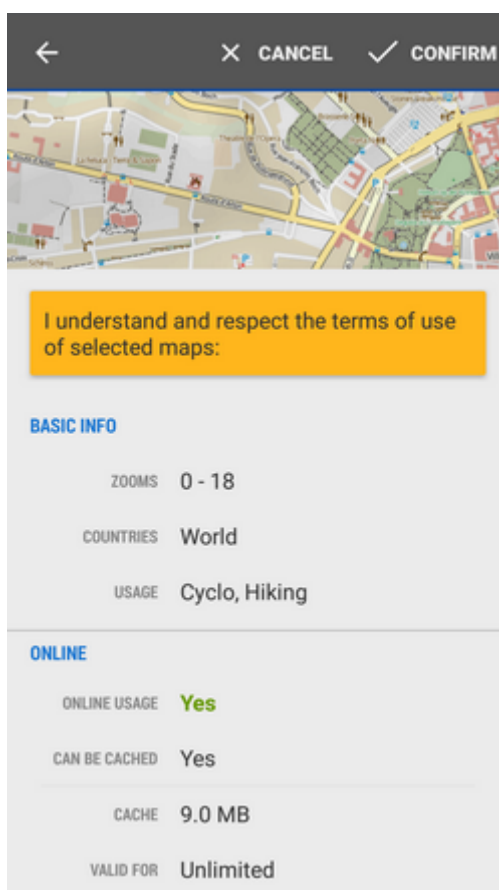 CANCEL CONFIRM
I understand and respect the terms of use
of selected maps:
BASIC INFO
ZOOMS 0 - 18
COUNTRIES World
USAGE Cyclo, Hiking
ONLINE
ONLINE USAGE Yes
CAN BE CACHED Yes
CACHE 9.0 MB
VALID FOR Unlimited